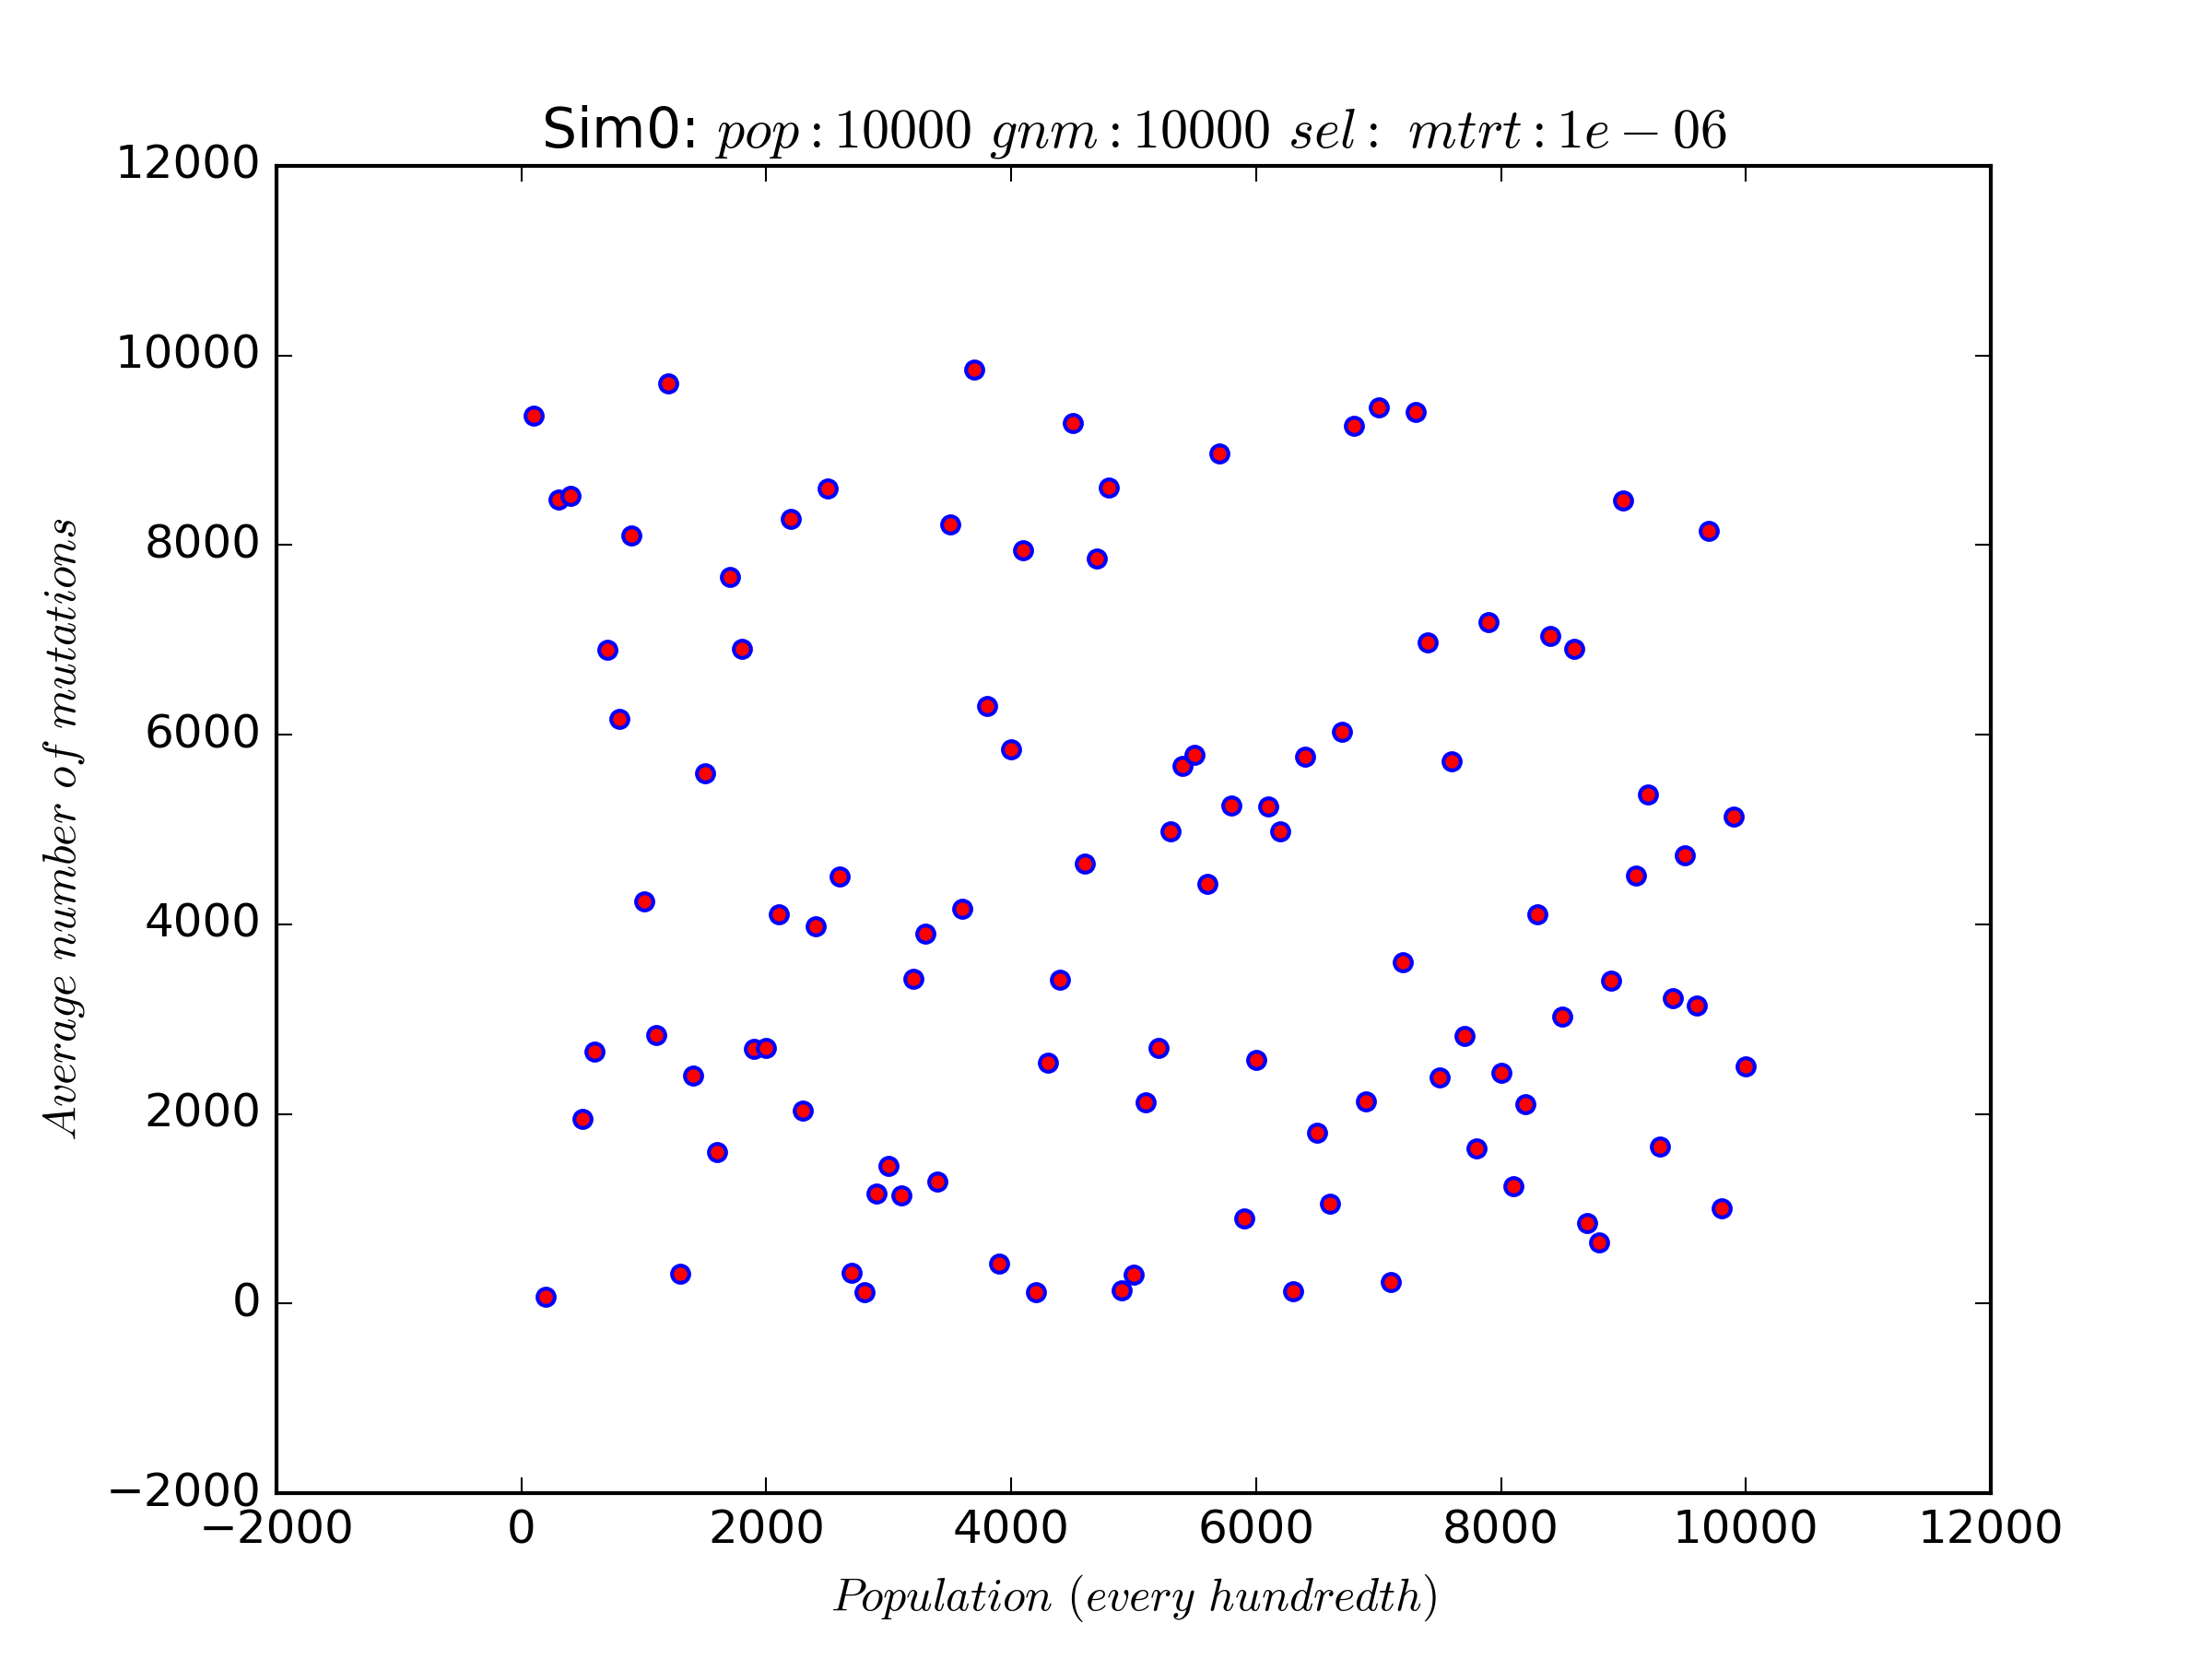 Sim0: pop : 10000 gnm : 10000 sel : mtrt : 1e − 06
12000
10000
8000
6000
4000
2000
0
−2000
Average number of mutations
−2000 0 2000 4000 6000 8000 10000 12000
Population (every hundredth)